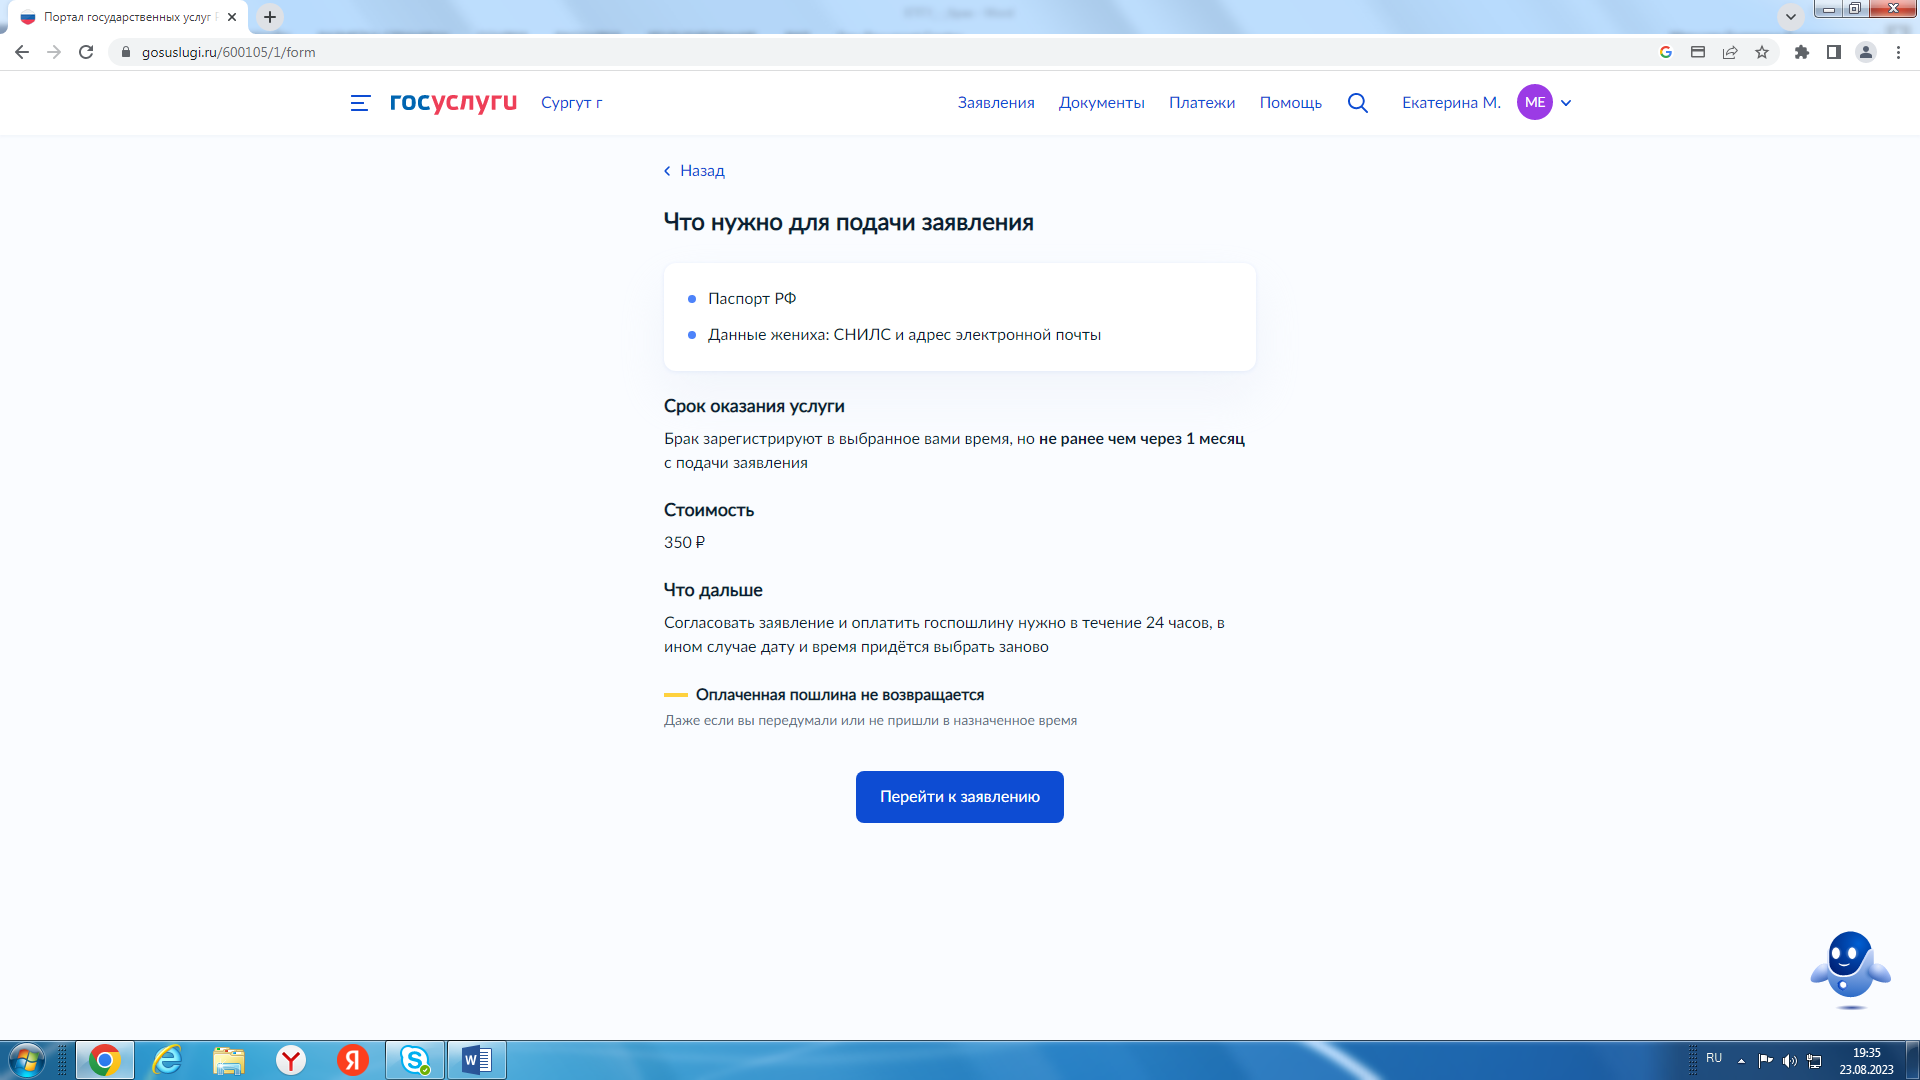 Портал государственных услуг
gosuslugi.ru/600105/1/form
госуслуги
Сургут г
Заявления
Документы
Платежи
Помощь
Екатерина М.
МЕ
Назад
Что нужно для подачи заявления
Паспорт РФ
Данные жениха: СНИЛС и адрес электронной почты
Срок оказания услуги
Брак зарегистрируют в выбранное вами время, но не ранее чем через 1 месяц
с подачи заявления
Стоимость
350 ₽
Что дальше
Согласовать заявление и оплатить госпошлину нужно в течение 24 часов, в
ином случае дату и время придётся выбрать заново
Оплаченная пошлина не возвращается
Даже если вы передумали или не пришли в назначенное время
Перейти к заявлению
RU
19:35
23.08.2023